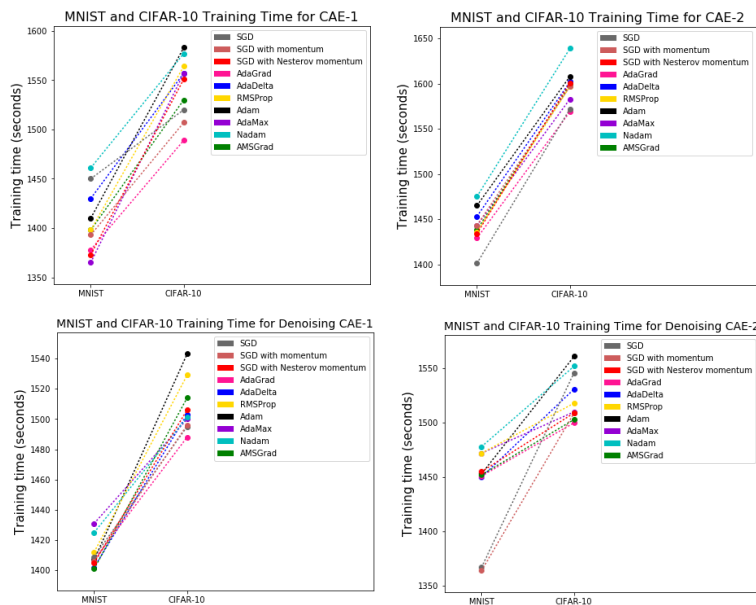 MNIST and CIFAR-10 Training Time for CAE-1
Training time (seconds)
1600
1550
1500
1450
1400
1350
MNIST
CIFAR-10
SGD
SGD with momentum
SGD with Nesterov momentum
AdaGrad
AdaDelta
RMSProp
Adam
AdaMax
Nadam
AMSGrad
MNIST and CIFAR-10 Training Time for CAE-2
Training time (seconds)
1650
1600
1550
1500
1450
1400
MNIST
CIFAR-10
SGD
SGD with momentum
SGD with Nesterov momentum
AdaGrad
AdaDelta
RMSProp
Adam
AdaMax
Nadam
AMSGrad
MNIST and CIFAR-10 Training Time for Denoising CAE-1
Training time (seconds)
1540
1520
1500
1480
1460
1440
1420
1400
MNIST
CIFAR-10
SGD
SGD with momentum
SGD with Nesterov momentum
AdaGrad
AdaDelta
RMSProp
Adam
AdaMax
Nadam
AMSGrad
MNIST and CIFAR-10 Training Time for Denoising CAE-2
Training time (seconds)
1550
1500
1450
1400
1350
MNIST
CIFAR-10
SGD
SGD with momentum
SGD with Nesterov momentum
AdaGrad
AdaDelta
RMSProp
Adam
AdaMax
Nadam
AMSGrad